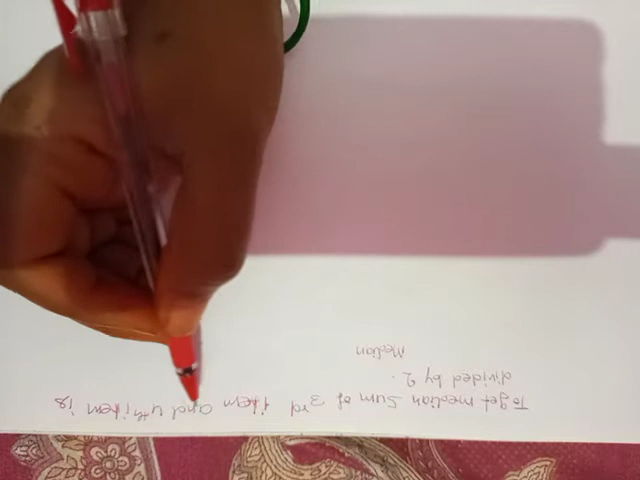 To get median sum of 3rd item and 4th item is
divided by 2.
Median